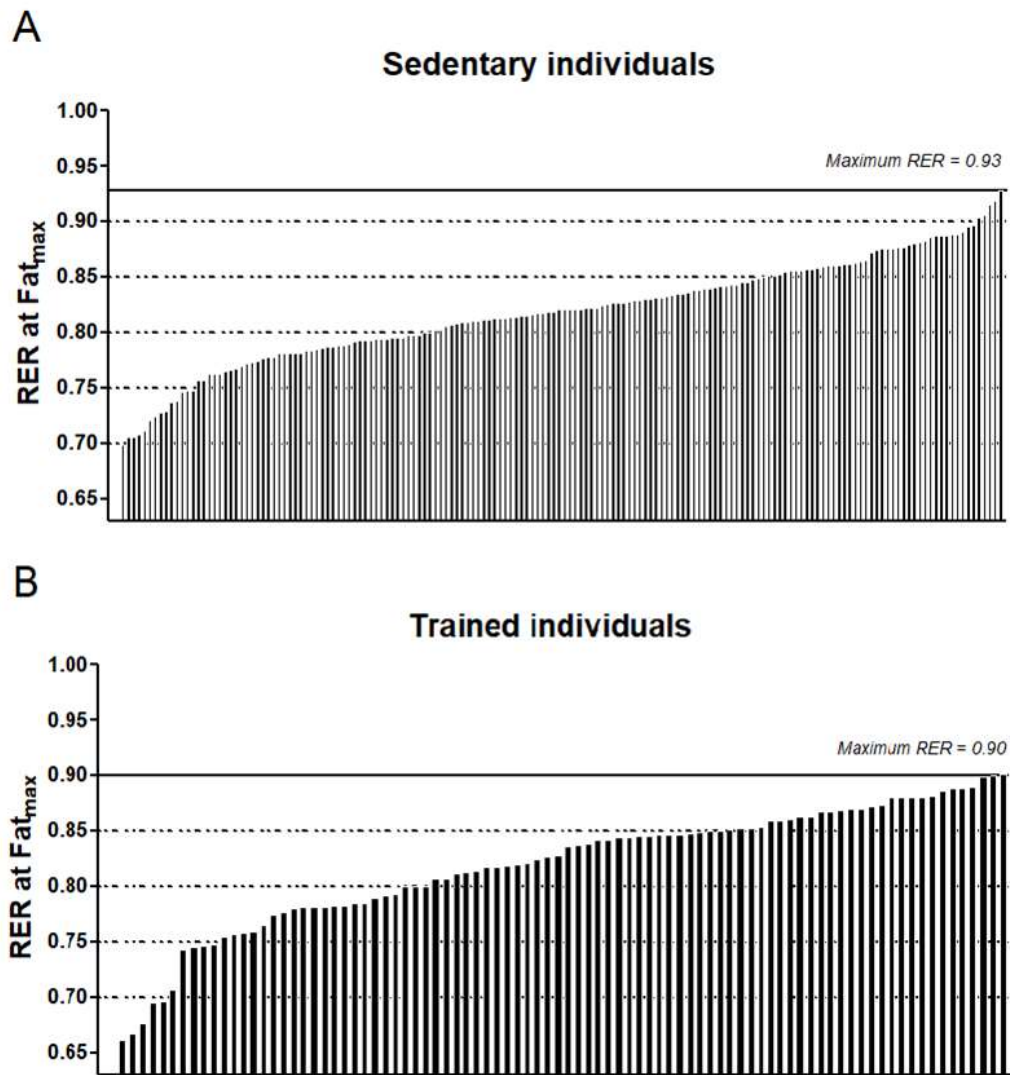 A
Sedentary individuals
1.00
0.95
Maximum RER = 0.93
0.90
0.85
0.80
0.75
0.70
0.65
RER at Fatmax
B
Trained individuals
1.00
0.95
Maximum RER = 0.90
0.90
0.85
0.80
0.75
0.70
0.65
RER at Fatmax